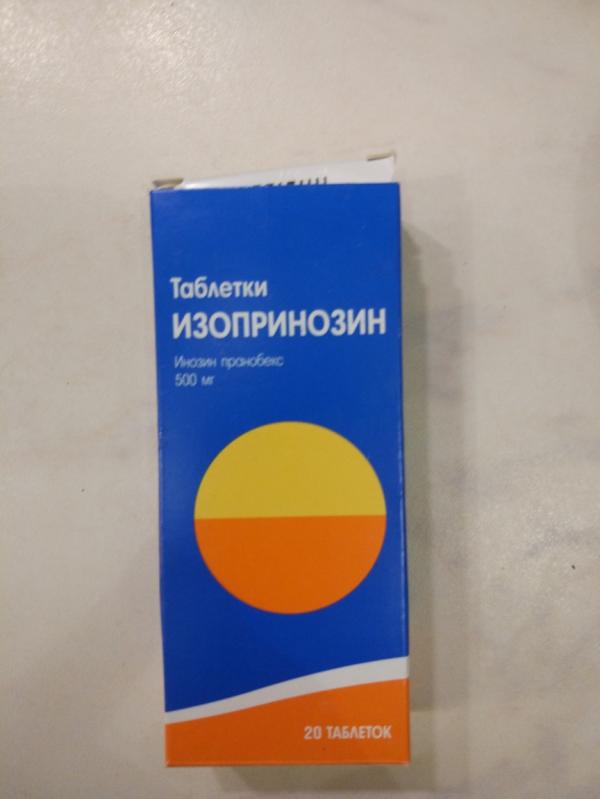 Таблетки
ИЗОПРИНОЗИН
Инозин пранобекс
500 мг
20 ТАБЛЕТОК